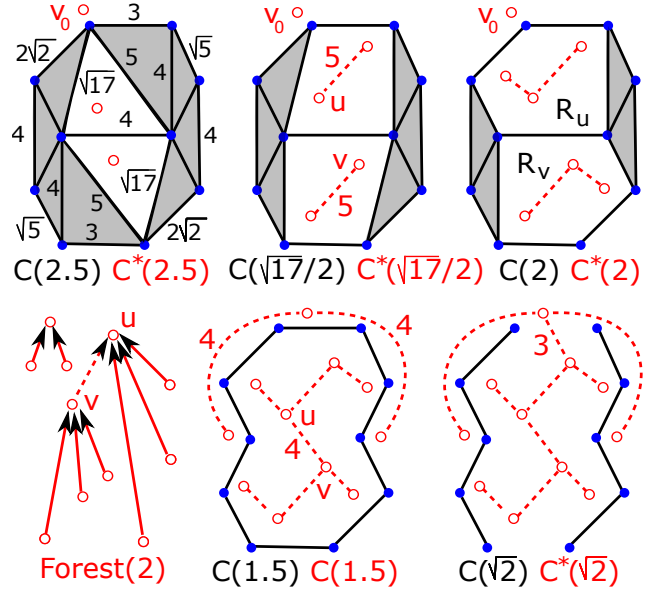 v₀ 3
2√2 √17 5 4 √5
4 4 4
4 √17
√5 5 3 2√2
C(2.5) C*(2.5)
v₀
5
u
v
5
C(√17/2) C*(√17/2)
v₀
R_u
R_v
C(2) C*(2)
u
v
Forest(2)
4 4
u
4
v
C(1.5) C(1.5)
3
C(√2) C*(√2)